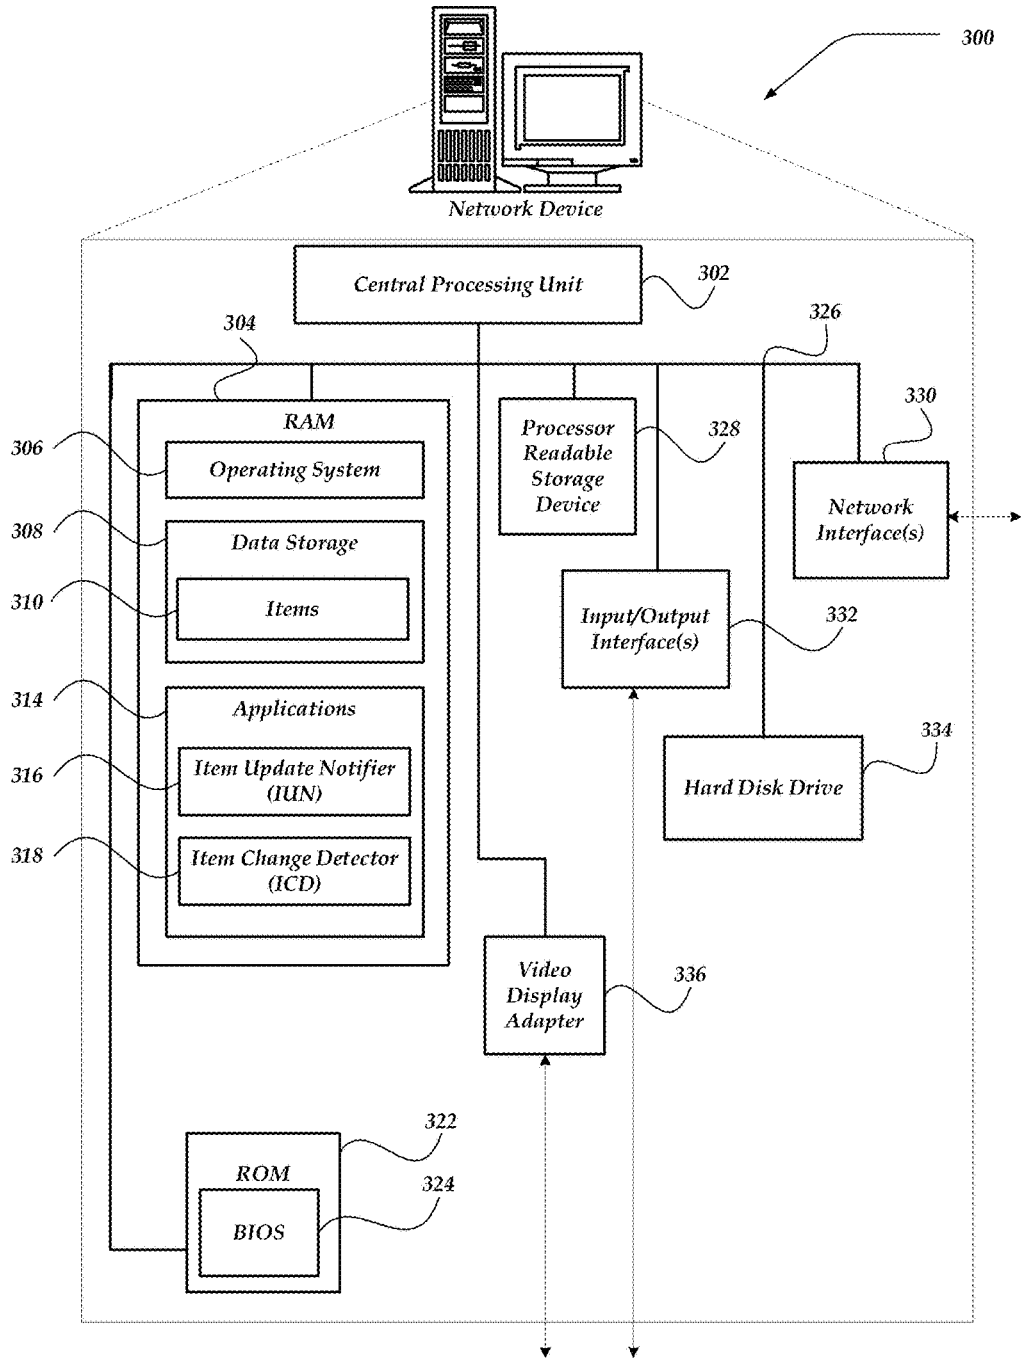 300
Network Device
Central Processing Unit
302
304
326
RAM
330
306
Operating System
Processor
Readable
Storage
Device
328
308
Data Storage
Network
Interface(s)
310
Items
Input/Output
Interface(s)
332
314
Applications
334
316
Item Update Notifier
(IUN)
Hard Disk Drive
318
Item Change Detector
(ICD)
Video
Display
Adapter
336
322
ROM
324
BIOS